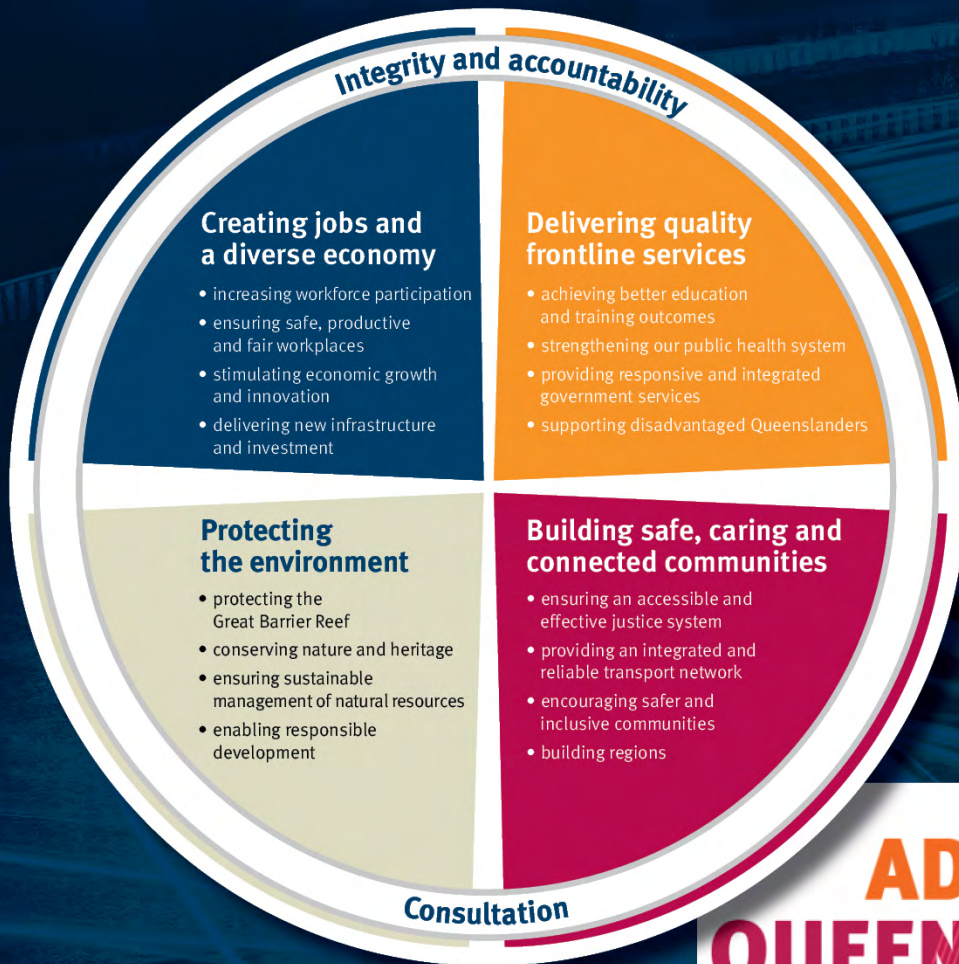 Integrity and accountability
Creating jobs and
a diverse economy
• increasing workforce participation
• ensuring safe, productive
and fair workplaces
• stimulating economic growth
and innovation
• delivering new infrastructure
and investment
Delivering quality
frontline services
• achieving better education
and training outcomes
• strengthening our public health system
• providing responsive and integrated
government services
• supporting disadvantaged Queenslanders
Protecting
the environment
• protecting the
Great Barrier Reef
• conserving nature and heritage
• ensuring sustainable
management of natural resources
• enabling responsible
development
Building safe, caring and
connected communities
• ensuring an accessible and
effective justice system
• providing an integrated and
reliable transport network
• encouraging safer and
inclusive communities
• building regions
Consultation
AD
QUEEN